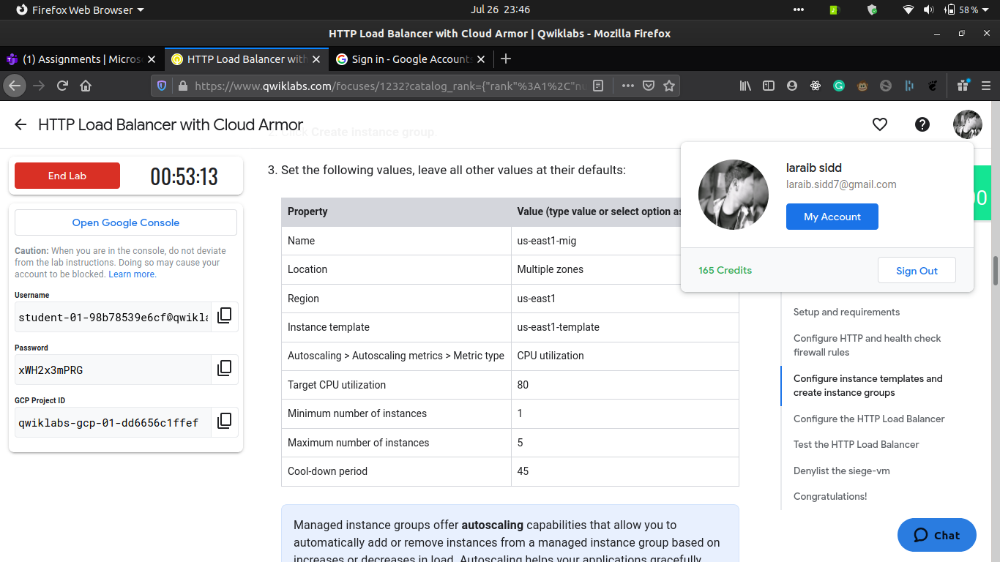 Firefox Web Browser
Jul 26 23:46
58 %
HTTP Load Balancer with Cloud Armor | Qwiklabs - Mozilla Firefox
(1) Assignments | Micros
HTTP Load Balancer with
Sign in - Google Accounts
https://www.qwiklabs.com/focuses/1232?catalog_rank={"rank"%3A1%2C"nu
HTTP Load Balancer with Cloud Armor
2. Click Create instance group.
End Lab
00:53:13
Open Google Console
Caution: When you are in the console, do not deviate
from the lab instructions. Doing so may cause your
account to be blocked. Learn more.
Username
student-01-98b78539e6cf@qwikla
Password
xWH2x3mPRG
GCP Project ID
qwiklabs-gcp-01-dd6656c1ffef
3. Set the following values, leave all other values at their defaults:
Property
Value (type value or select option as
Name
us-east1-mig
Location
Multiple zones
Region
us-east1
Instance template
us-east1-template
Autoscaling > Autoscaling metrics > Metric type
CPU utilization
Target CPU utilization
80
Minimum number of instances
1
Maximum number of instances
5
Cool-down period
45
Managed instance groups offer autoscaling capabilities that allow you to
automatically add or remove instances from a managed instance group based on
increases or decreases in load. Autoscaling helps your applications gracefully
laraib sidd
laraib.sidd7@gmail.com
My Account
165 Credits
Sign Out
00
Setup and requirements
Configure HTTP and health check
firewall rules
Configure instance templates and
create instance groups
Configure the HTTP Load Balancer
Test the HTTP Load Balancer
Denylist the siege-vm
Congratulations!
Chat